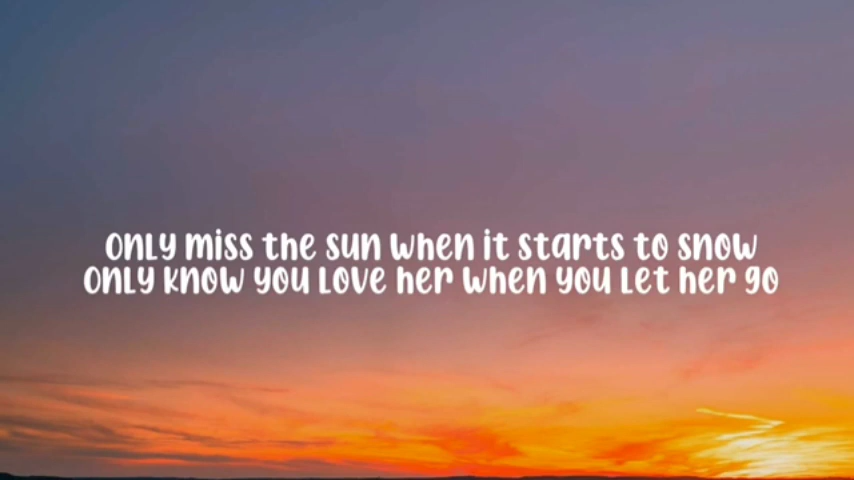 Only miss the sun when it starts to snow
Only know you love her when you let her go